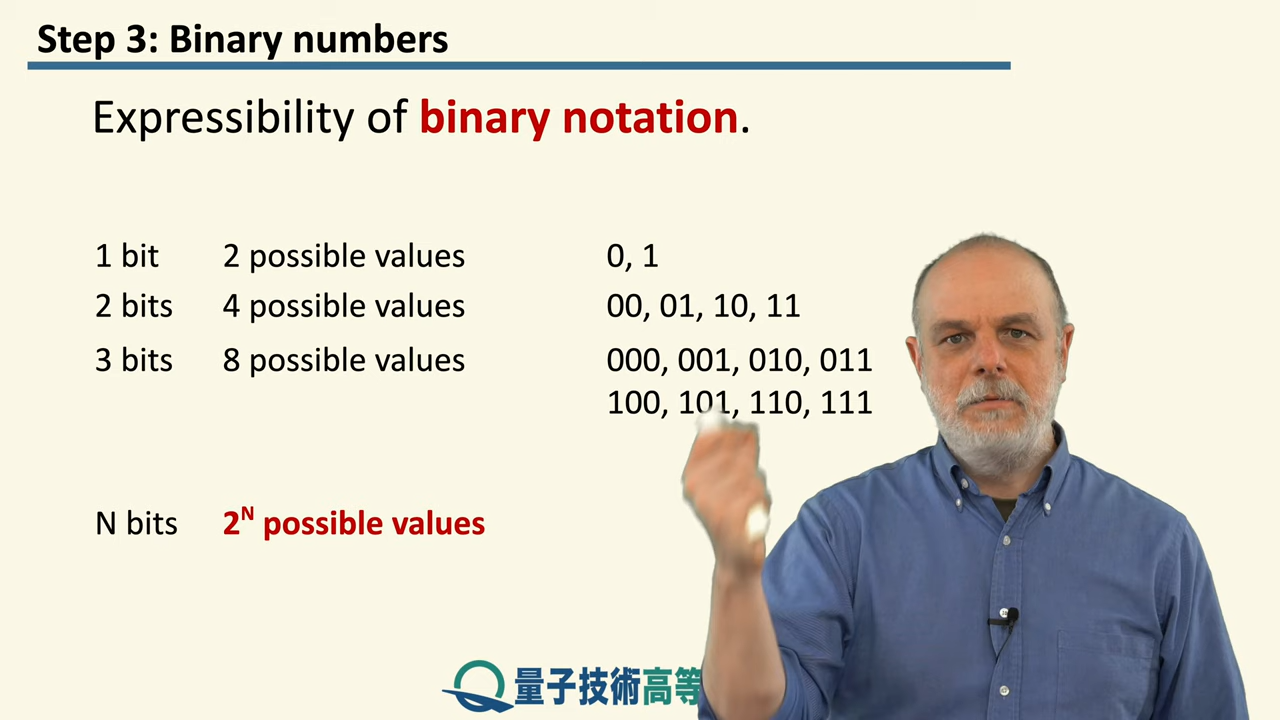 Step 3: Binary numbers
Expressibility of binary notation.
1 bit 2 possible values 0, 1
2 bits 4 possible values 00, 01, 10, 11
3 bits 8 possible values 000, 001, 010, 011
100, 101, 110, 111
N bits 2^N possible values
量子技術高等